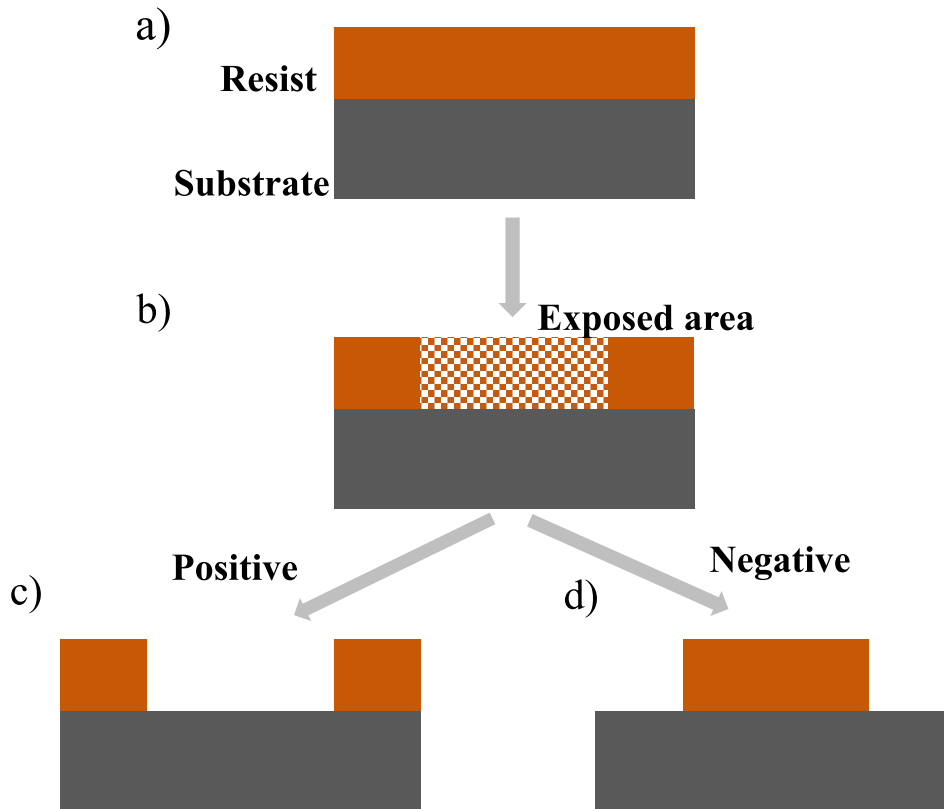 a)
Resist
Substrate
b)
Exposed area
Positive
Negative
c)
d)